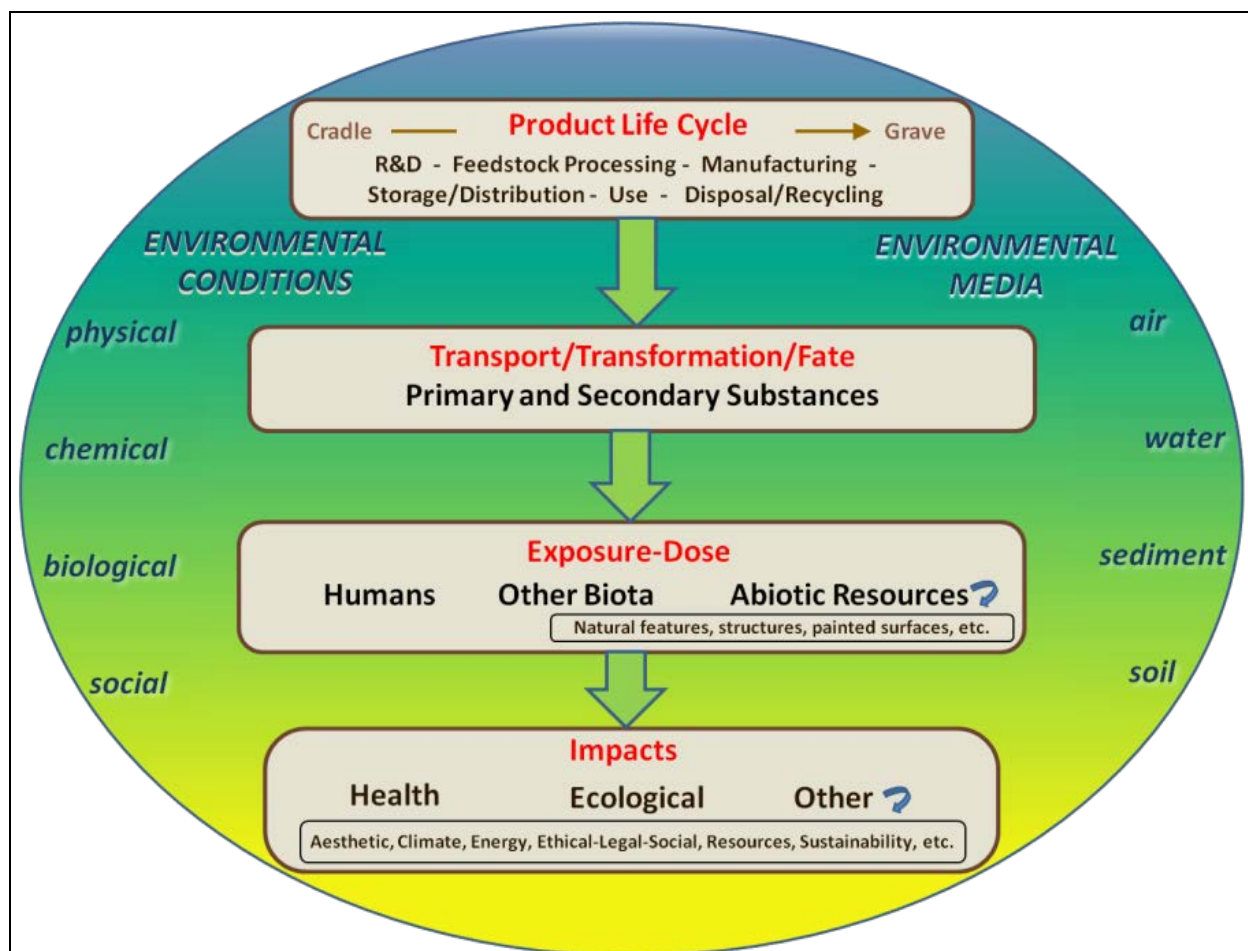 Product Life Cycle
Cradle
Grave
R&D - Feedstock Processing - Manufacturing -
Storage/Distribution - Use - Disposal/Recycling
ENVIRONMENTAL
CONDITIONS
physical
chemical
biological
social
ENVIRONMENTAL
MEDIA
air
water
sediment
soil
Transport/Transformation/Fate
Primary and Secondary Substances
Exposure-Dose
Humans
Other Biota
Abiotic Resources
Natural features, structures, painted surfaces, etc.
Impacts
Health
Ecological
Other
Aesthetic, Climate, Energy, Ethical-Legal-Social, Resources, Sustainability, etc.